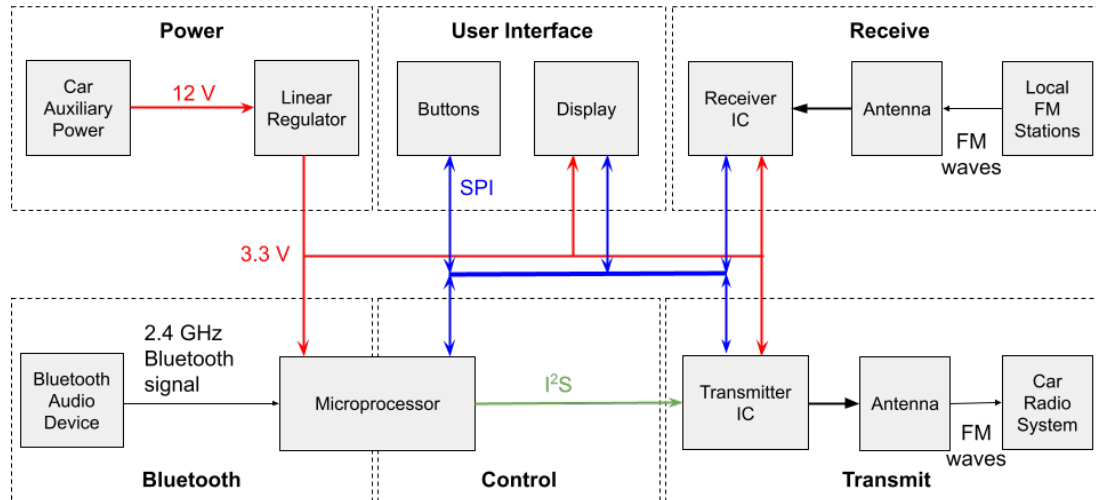 Power
User Interface
Receive
Car
Auxiliary
Power
12 V
Linear
Regulator
Buttons
Display
Receiver
IC
Antenna
Local
FM
Stations
FM
waves
SPI
3.3 V
2.4 GHz
Bluetooth
signal
Bluetooth
Audio
Device
Microprocessor
I²S
Transmitter
IC
Antenna
Car
Radio
System
FM
waves
Bluetooth
Control
Transmit